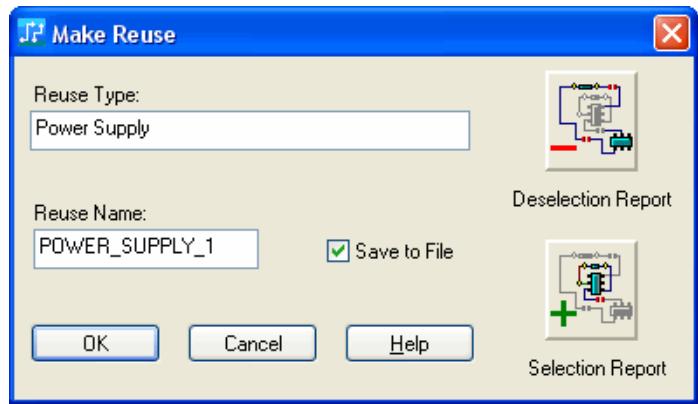 Make Reuse
Reuse Type:
Power Supply
Deselection Report
Reuse Name:
POWER_SUPPLY_1
Save to File
OK
Cancel
Help
Selection Report